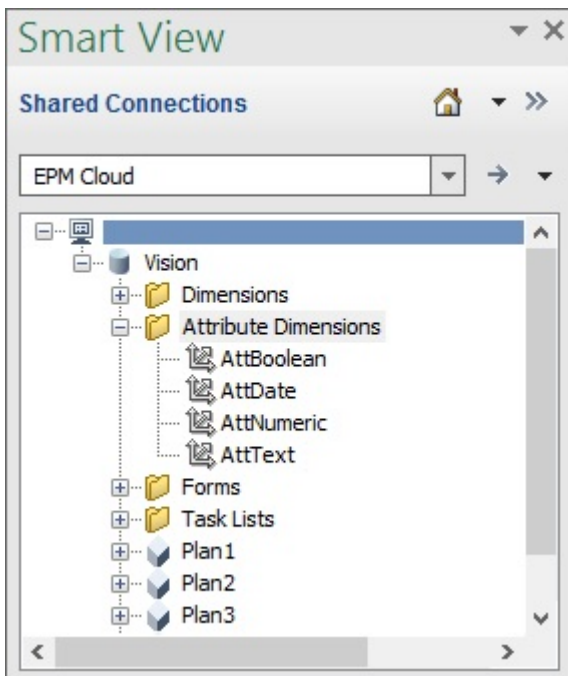 Smart View
Shared Connections
EPM Cloud
Vision
Dimensions
Attribute Dimensions
AttBoolean
AttDate
AttNumeric
AttText
Forms
Task Lists
Plan1
Plan2
Plan3